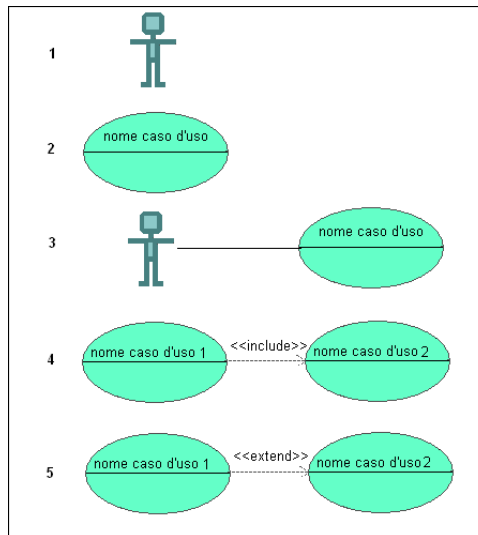 1
2
nome caso d'uso
3
nome caso d'uso
4
nome caso d'uso 1
<<include>>
nome caso d'uso 2
5
nome caso d'uso 1
<<extend>>
nome caso d'uso 2